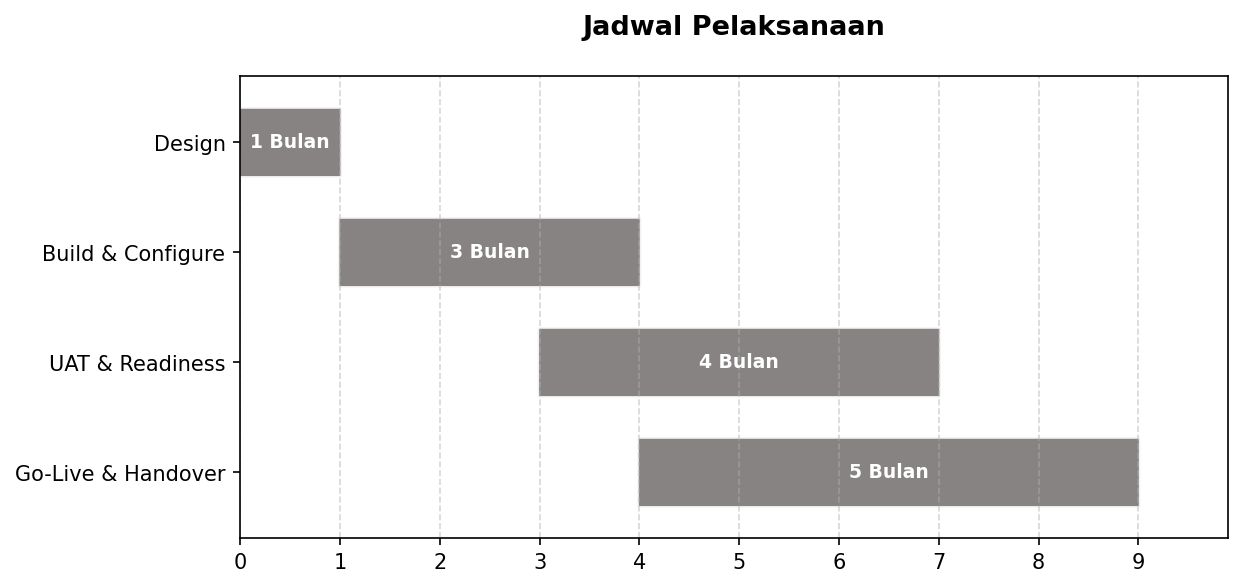 Jadwal Pelaksanaan
Design
1 Bulan
Build & Configure
3 Bulan
UAT & Readiness
4 Bulan
Go-Live & Handover
5 Bulan
0 1 2 3 4 5 6 7 8 9